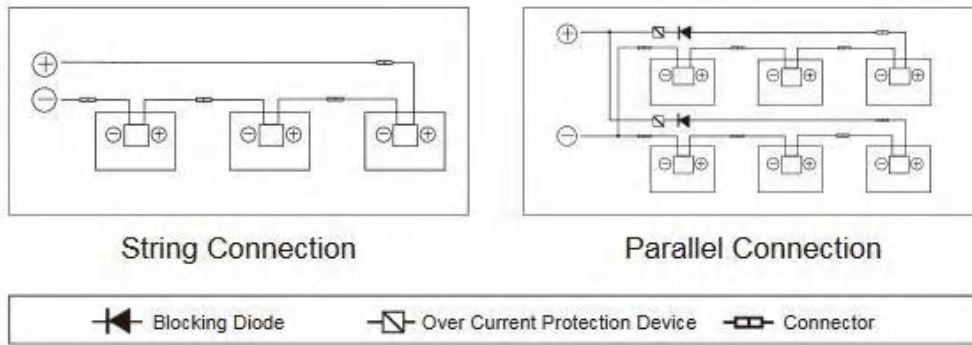 String Connection
Parallel Connection
Blocking Diode
Over Current Protection Device
Connector